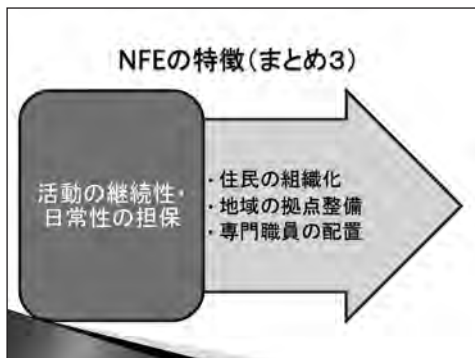 NFEの特徴(まとめ3)
活動の継続性・
日常性の担保
・住民の組織化
・地域の拠点整備
・専門職員の配置